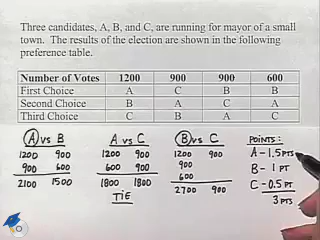 Three candidates, A, B, and C, are running for mayor of a small
town. The results of the election are shown in the following
preference table.
Number of Votes 1200 900 900 600
First Choice A C B B
Second Choice B A C A
Third Choice C B A C
A vs B A vs C B vs C POINTS:
1200 900 1200 900 1200 900 A - 1.5 PTS
900 600 600 900 900 B - 1 PT
2100 1500 1800 1800 600 C - 0.5 PT
TIE 2700 900 3 PTS